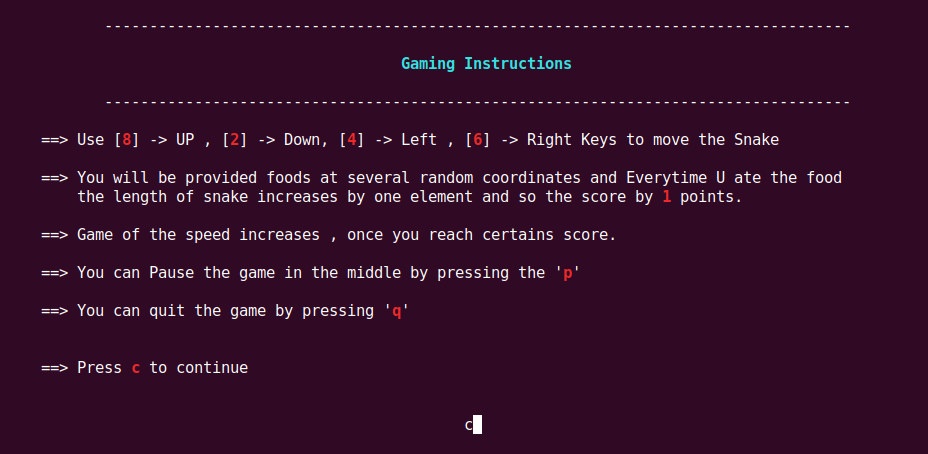 -----------------------------------------------------------------------------------
Gaming Instructions
-----------------------------------------------------------------------------------
==> Use [8] -> UP , [2] -> Down, [4] -> Left , [6] -> Right Keys to move the Snake
==> You will be provided foods at several random coordinates and Everytime U ate the food
the length of snake increases by one element and so the score by 1 points.
==> Game of the speed increases , once you reach certains score.
==> You can Pause the game in the middle by pressing the 'p'
==> You can quit the game by pressing 'q'
==> Press c to continue
c